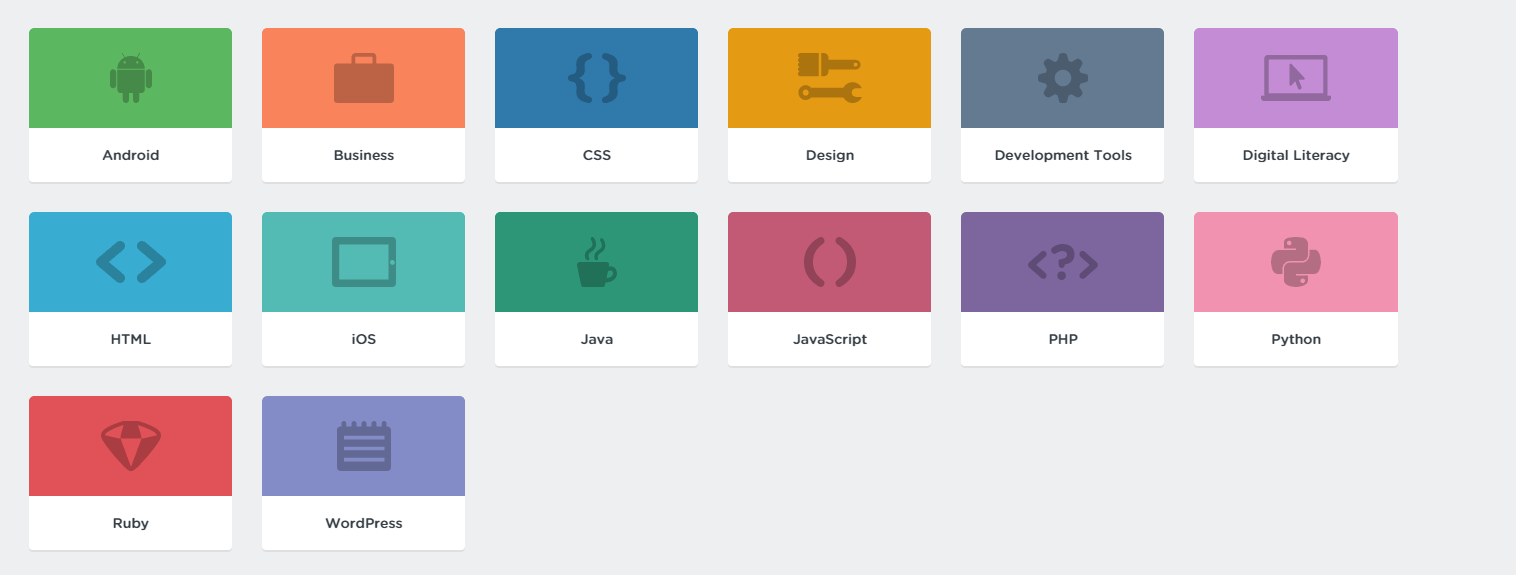 Android
Business
CSS
Design
Development Tools
Digital Literacy
HTML
iOS
Java
JavaScript
PHP
Python
Ruby
WordPress